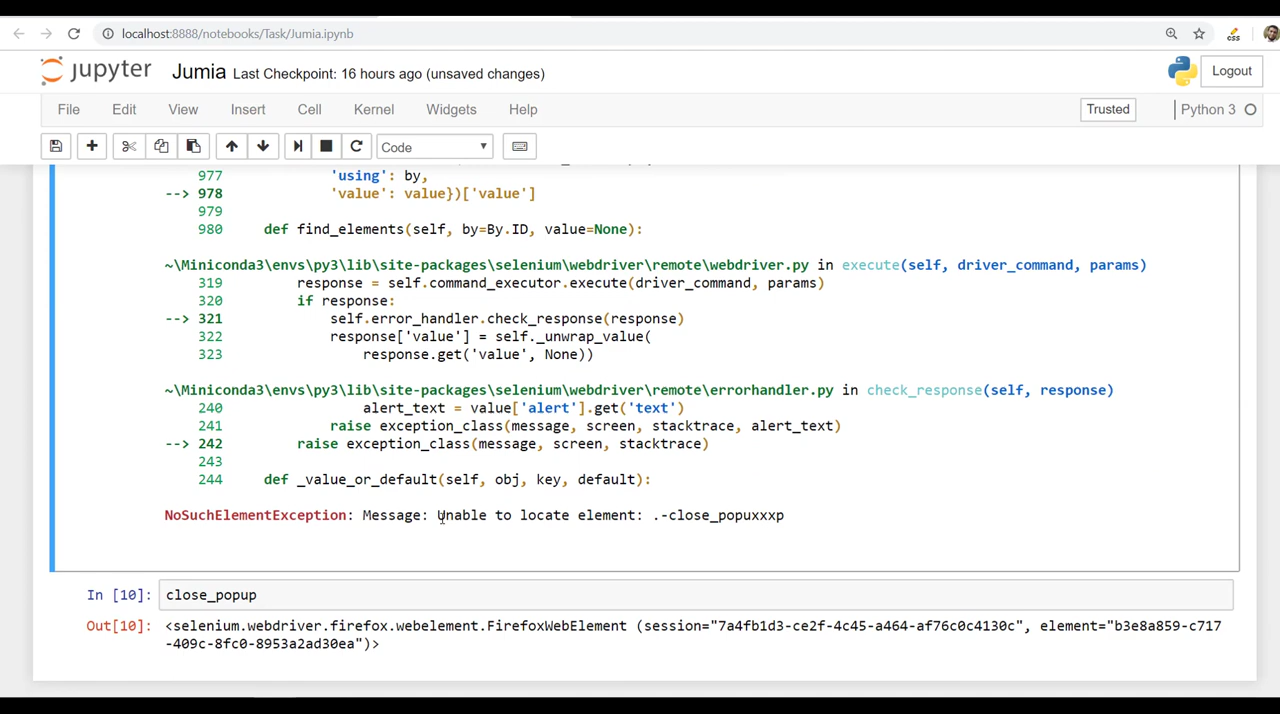 localhost:8888/notebooks/Task/Jumia.ipynb
css
jupyter Jumia Last Checkpoint: 16 hours ago (unsaved changes) Logout
File Edit View Insert Cell Kernel Widgets Help Trusted Python 3
Code
977 'using': by,
--> 978 'value': value})['value']
979
980 def find_elements(self, by=By.ID, value=None):
~\Miniconda3\envs\py3\lib\site-packages\selenium\webdriver\remote\webdriver.py in execute(self, driver_command, params)
319 response = self.command_executor.execute(driver_command, params)
320 if response:
--> 321 self.error_handler.check_response(response)
322 response['value'] = self._unwrap_value(
323 response.get('value', None))
~\Miniconda3\envs\py3\lib\site-packages\selenium\webdriver\remote\errorhandler.py in check_response(self, response)
240 alert_text = value['alert'].get('text')
241 raise exception_class(message, screen, stacktrace, alert_text)
--> 242 raise exception_class(message, screen, stacktrace)
243
244 def _value_or_default(self, obj, key, default):
NoSuchElementException: Message: Unable to locate element: .-close_popuxxxp
In [10]: close_popup
Out[10]: <selenium.webdriver.firefox.webelement.FirefoxWebElement (session="7a4fb1d3-ce2f-4c45-a464-af76c0c4130c", element="b3e8a859-c717
-409c-8fc0-8953a2ad30ea")>